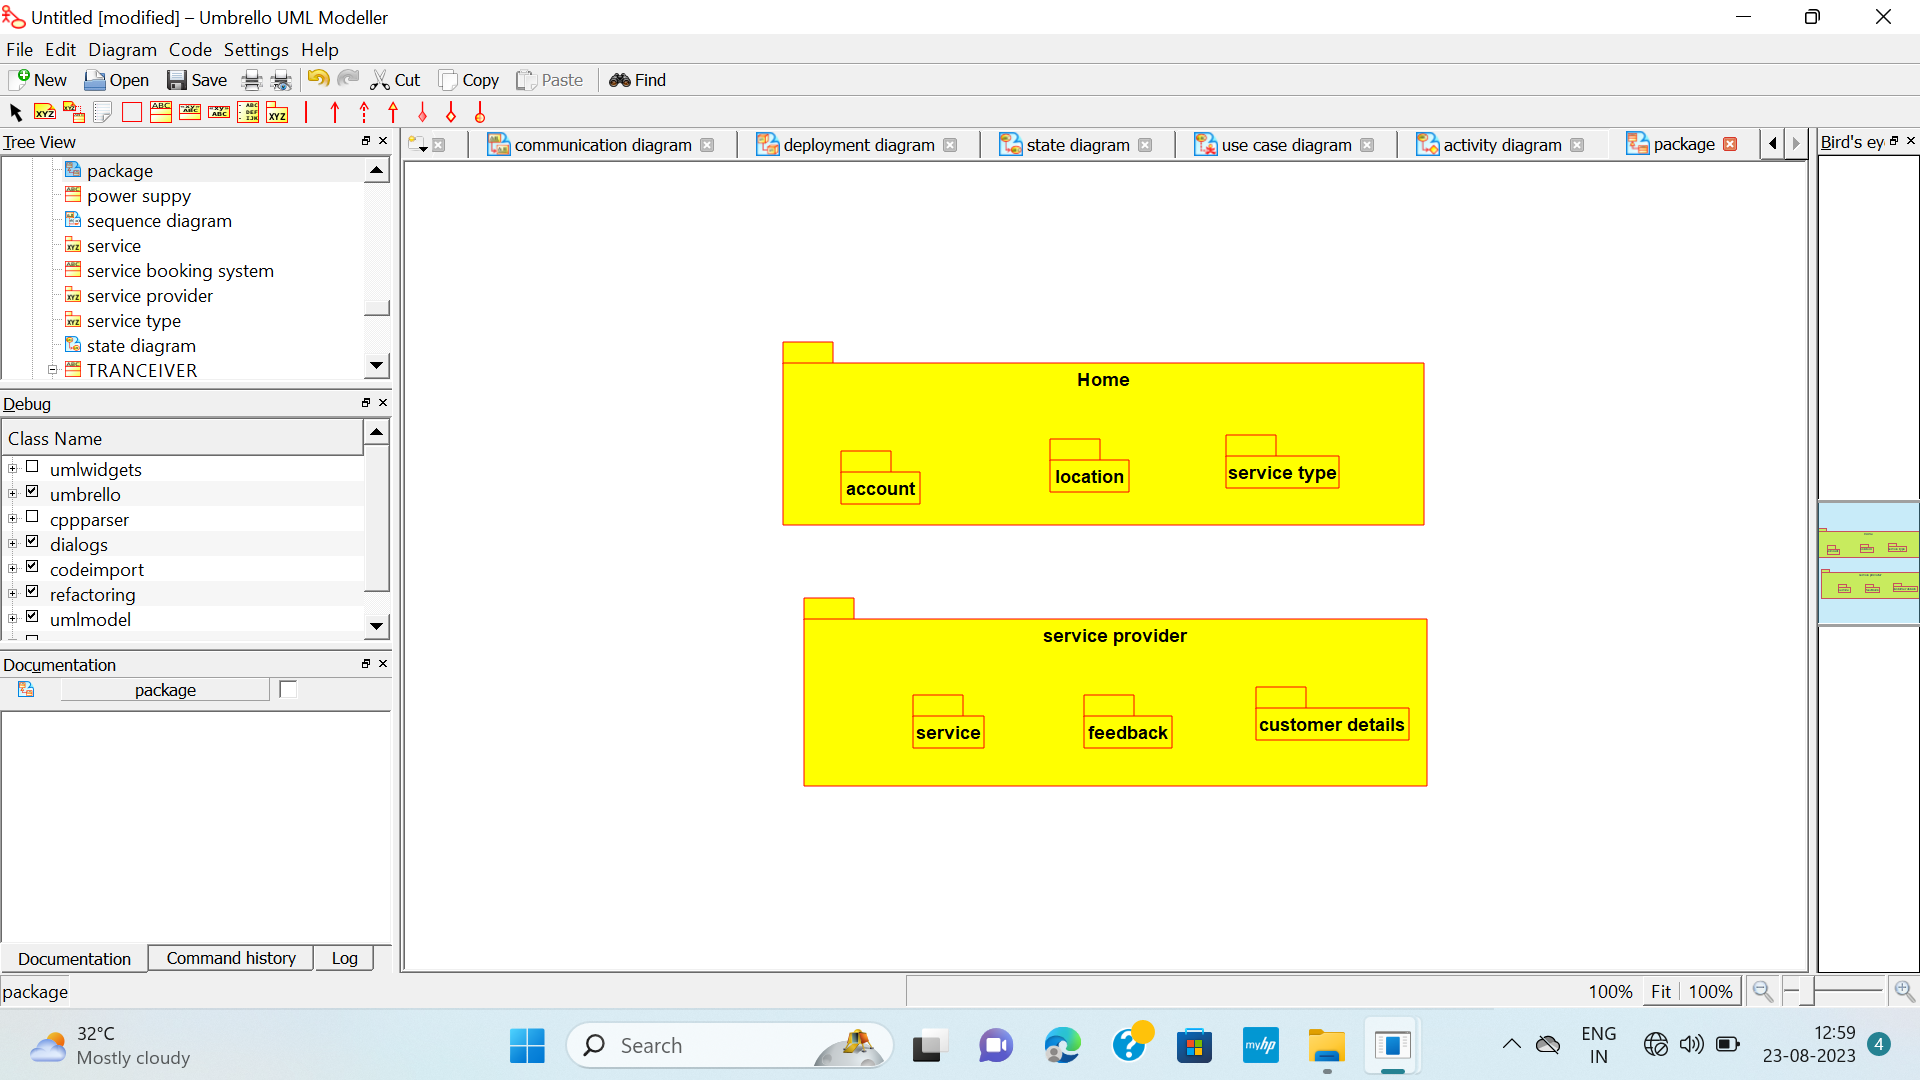 Untitled [modified] – Umbrello UML Modeller
File Edit Diagram Code Settings Help
New Open Save Cut Copy Paste Find
Tree View
package
power suppy
sequence diagram
service
service booking system
service provider
service type
state diagram
TRANCEIVER
Debug
Class Name
umlwidgets
umbrello
cppparser
dialogs
codeimport
refactoring
umlmodel
Documentation
package
Documentation Command history Log
package
communication diagram deployment diagram state diagram use case diagram activity diagram package
Home
account
location
service type
service provider
service
feedback
customer details
Bird's ey
100% Fit 100%
32°C
Mostly cloudy
Search
myhp
ENG
IN
12:59
23-08-2023
4